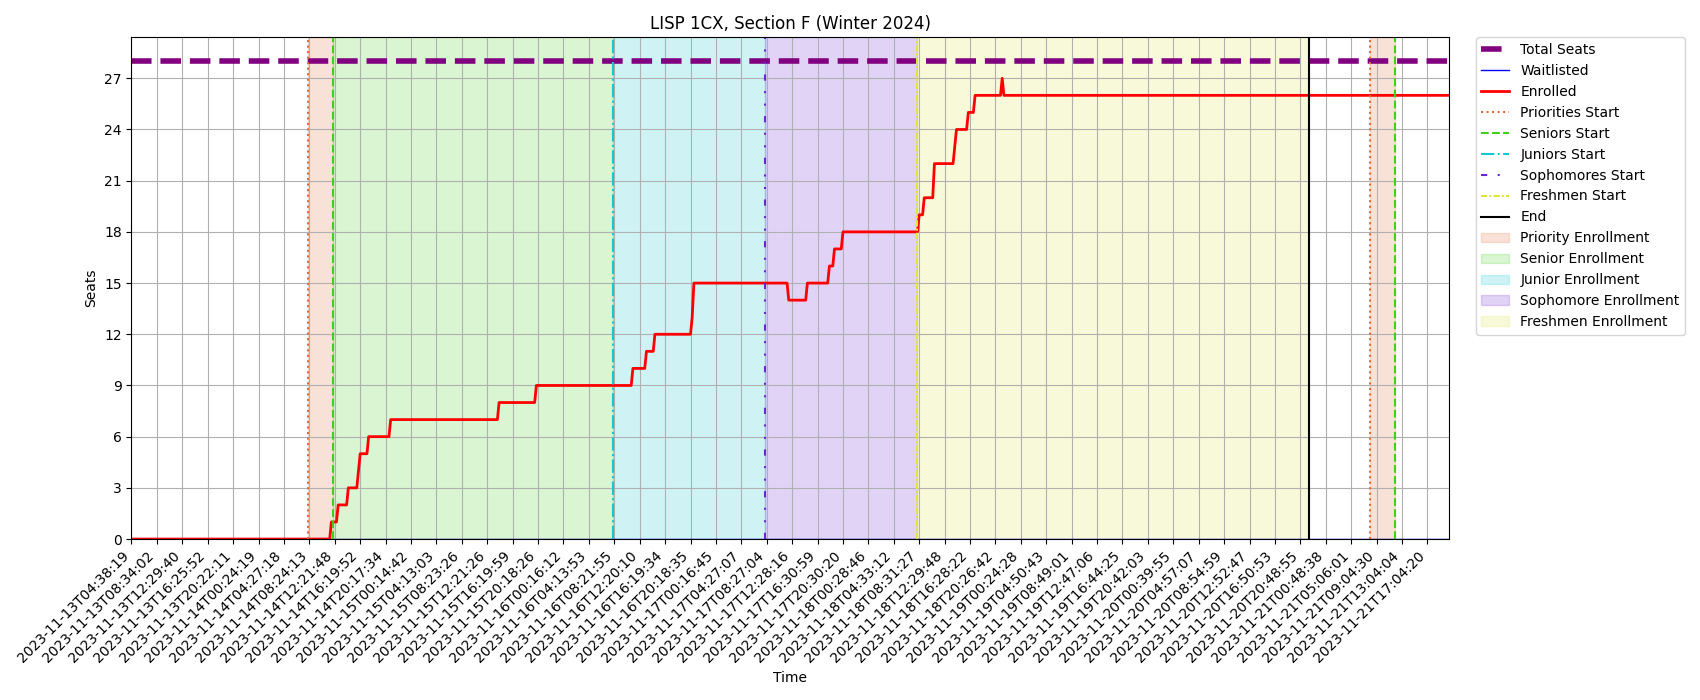 LISP 1CX, Section F (Winter 2024)
Seats
27
24
21
18
15
12
9
6
3
0
2023-11-13T04:38:19
2023-11-13T08:34:02
2023-11-13T12:29:40
2023-11-13T16:25:52
2023-11-13T20:22:11
2023-11-14T00:24:19
2023-11-14T04:27:18
2023-11-14T08:24:13
2023-11-14T12:21:48
2023-11-14T16:19:52
2023-11-14T20:17:34
2023-11-15T00:14:42
2023-11-15T04:13:03
2023-11-15T08:23:26
2023-11-15T12:21:26
2023-11-15T16:19:59
2023-11-15T20:18:26
2023-11-16T00:16:12
2023-11-16T04:13:53
2023-11-16T08:21:55
2023-11-16T12:20:10
2023-11-16T16:19:34
2023-11-16T20:18:35
2023-11-17T00:16:45
2023-11-17T04:27:07
2023-11-17T08:27:04
2023-11-17T12:28:16
2023-11-17T16:30:59
2023-11-17T20:30:20
2023-11-18T00:28:46
2023-11-18T04:33:12
2023-11-18T08:31:27
2023-11-18T12:29:48
2023-11-18T16:28:22
2023-11-18T20:26:42
2023-11-19T00:24:28
2023-11-19T04:50:43
2023-11-19T08:49:01
2023-11-19T12:47:06
2023-11-19T16:44:25
2023-11-19T20:42:03
2023-11-20T00:39:55
2023-11-20T04:57:07
2023-11-20T08:54:59
2023-11-20T12:52:47
2023-11-20T16:50:53
2023-11-20T20:48:55
2023-11-21T00:48:38
2023-11-21T05:06:01
2023-11-21T09:04:30
2023-11-21T13:04:04
2023-11-21T17:04:20
Time
Total Seats
Waitlisted
Enrolled
Priorities Start
Seniors Start
Juniors Start
Sophomores Start
Freshmen Start
End
Priority Enrollment
Senior Enrollment
Junior Enrollment
Sophomore Enrollment
Freshmen Enrollment